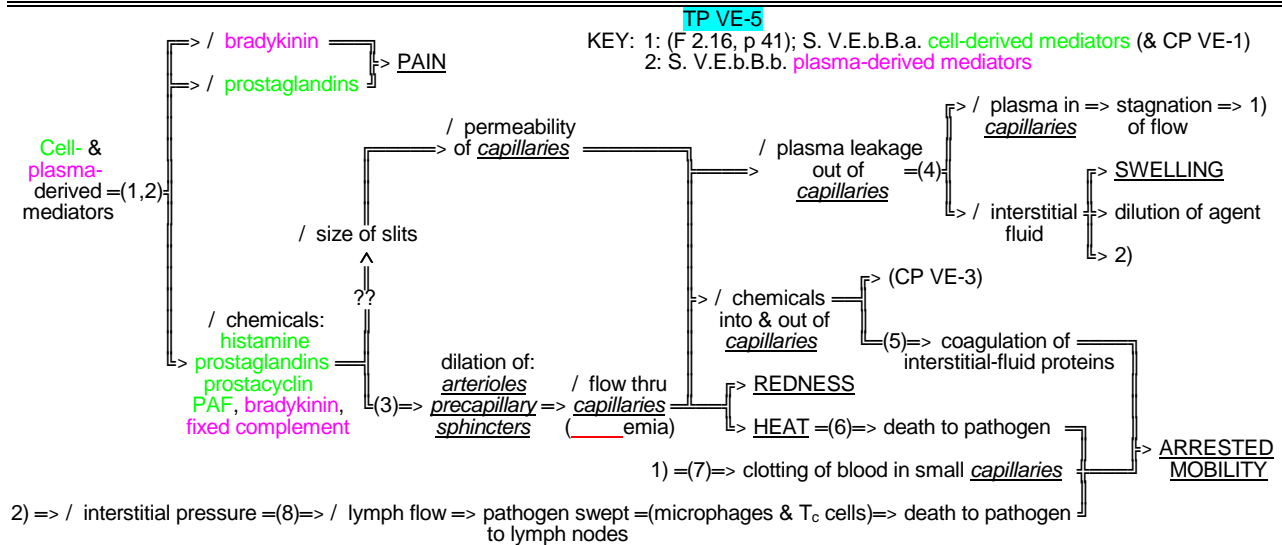 TP VE-5
KEY: 1: (F 2.16, p 41); S. V.E.b.B.a. cell-derived mediators (& CP VE-1)
2: S. V.E.b.B.b. plasma-derived mediators
=> / bradykinin
=> PAIN
=> / prostaglandins
Cell- &
plasma-
derived =(1,2)
mediators
/ permeability
=> of capillaries
/ size of slits
^
??
/ chemicals:
histamine
=> prostaglandins
prostacyclin
PAF, bradykinin,
fixed complement
=(3)=>
dilation of:
arterioles
precapillary =>
sphincters
/ flow thru
capillaries
(_____emia)
/ plasma leakage
=> out of =(4)
capillaries
=> / plasma in => stagnation => 1)
capillaries of flow
=> / interstitial
fluid
=> SWELLING
=> dilution of agent
=> 2)
=> / chemicals
into & out of
capillaries
=> (CP VE-3)
=(5)=> coagulation of
interstitial-fluid proteins
=> REDNESS
=> HEAT =(6)=> death to pathogen
=> ARRESTED
MOBILITY
1) =(7)=> clotting of blood in small capillaries
2) => / interstitial pressure =(8)=> / lymph flow => pathogen swept =(microphages & Tc cells)=> death to pathogen
to lymph nodes